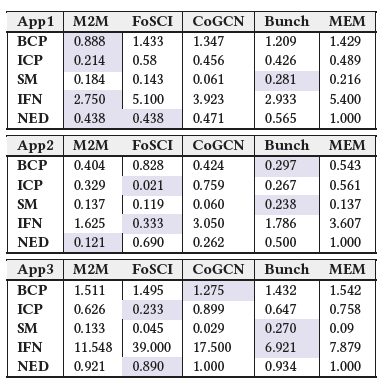 App1 M2M FoSCI CoGCN Bunch MEM
BCP 0.888 1.433 1.347 1.209 1.429
ICP 0.214 0.58 0.456 0.426 0.489
SM 0.184 0.143 0.061 0.281 0.216
IFN 2.750 5.100 3.923 2.933 5.400
NED 0.438 0.438 0.471 0.565 1.000
App2 M2M FoSCI CoGCN Bunch MEM
BCP 0.404 0.828 0.424 0.297 0.543
ICP 0.329 0.021 0.759 0.267 0.561
SM 0.137 0.119 0.060 0.238 0.137
IFN 1.625 0.333 3.050 1.786 3.607
NED 0.121 0.690 0.262 0.500 1.000
App3 M2M FoSCI CoGCN Bunch MEM
BCP 1.511 1.495 1.275 1.432 1.542
ICP 0.626 0.233 0.899 0.647 0.758
SM 0.133 0.045 0.029 0.270 0.09
IFN 11.548 39.000 17.500 6.921 7.879
NED 0.921 0.890 1.000 0.934 1.000